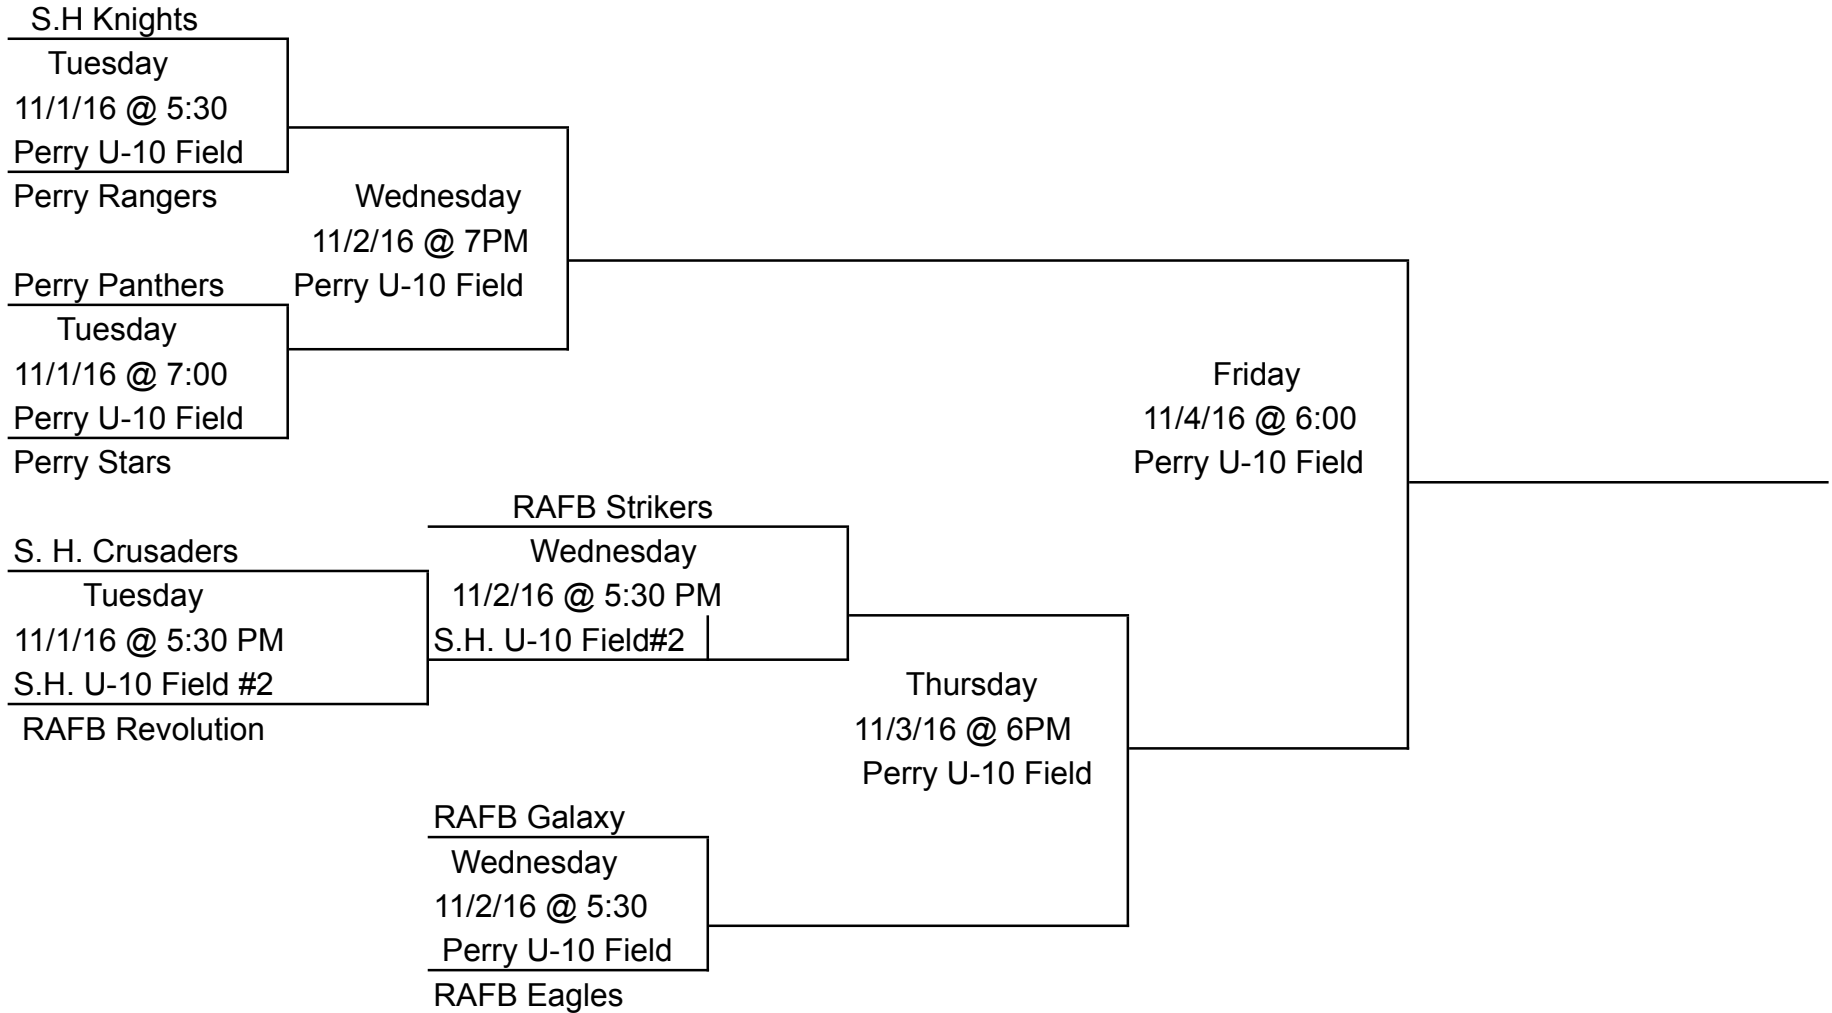 S.H Knights
Tuesday
11/1/16 @ 5:30
Perry U-10 Field
Perry Rangers
Wednesday
11/2/16 @ 7PM
Perry U-10 Field
Perry Panthers
Tuesday
11/1/16 @ 7:00
Perry U-10 Field
Perry Stars
Friday
11/4/16 @ 6:00
Perry U-10 Field
RAFB Strikers
Wednesday
11/2/16 @ 5:30 PM
S.H. U-10 Field#2
S. H. Crusaders
Tuesday
11/1/16 @ 5:30 PM
S.H. U-10 Field #2
RAFB Revolution
Thursday
11/3/16 @ 6PM
Perry U-10 Field
RAFB Galaxy
Wednesday
11/2/16 @ 5:30
Perry U-10 Field
RAFB Eagles